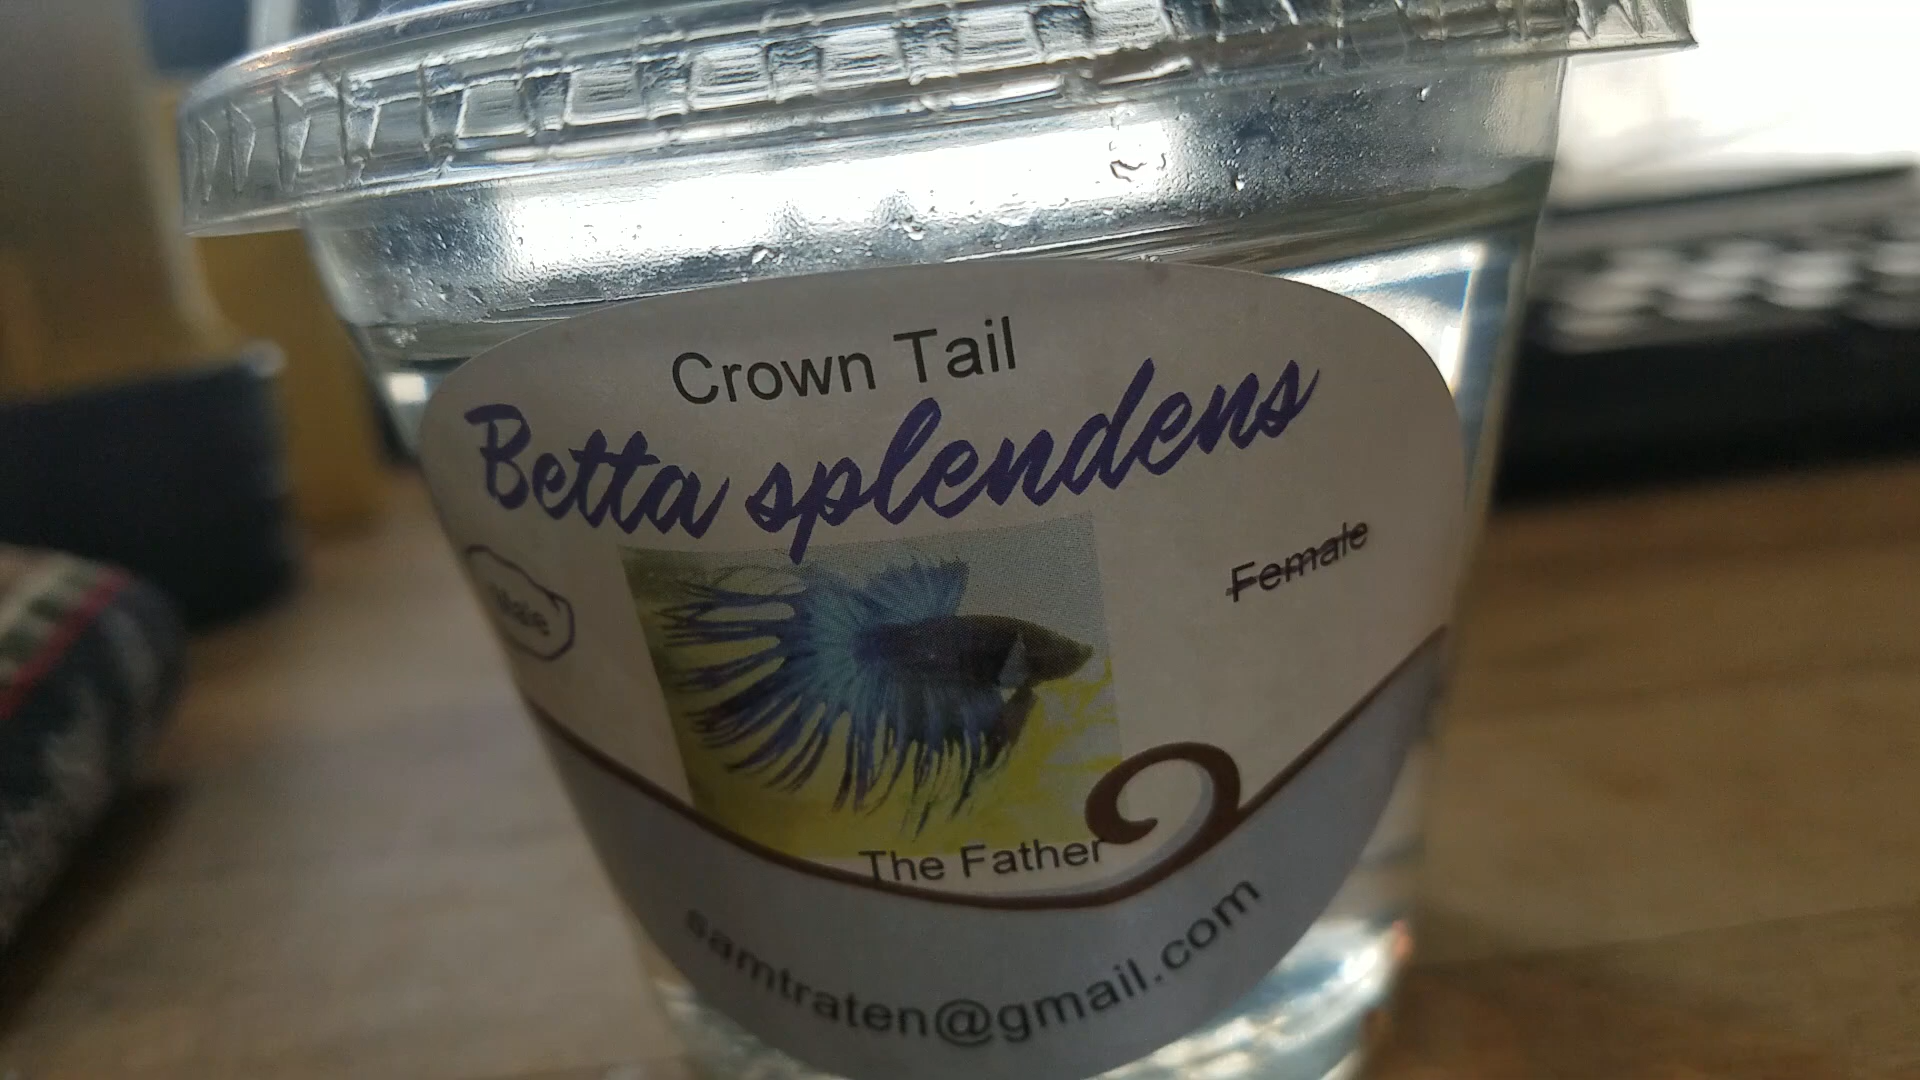 Crown Tail
Betta splendens
Male
Female
The Father
samtraten@gmail.com